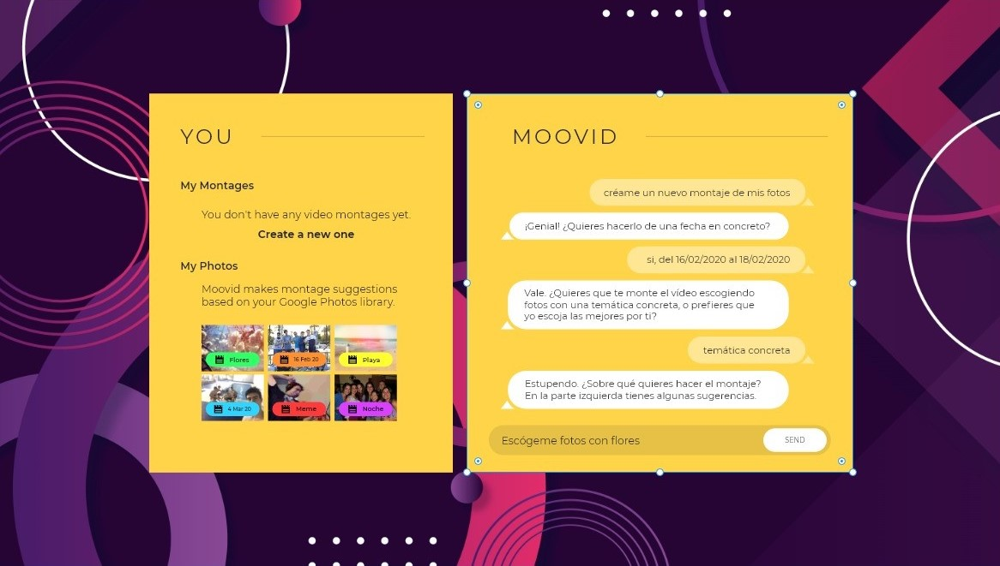 YOU
My Montages
You don't have any video montages yet.
Create a new one
My Photos
Moovid makes montage suggestions
based on your Google Photos library.
Flores
16 Feb 20
Playa
4 Mar 20
Meme
Noche
MOOVID
créame un nuevo montaje de mis fotos
¡Genial! ¿Quieres hacerlo de una fecha en concreto?
si, del 16/02/2020 al 18/02/2020
Vale. ¿Quieres que te monte el vídeo escogiendo
fotos con una temática concreta, o prefieres que
yo escoja las mejores por ti?
temática concreta
Estupendo. ¿Sobre qué quieres hacer el montaje?
En la parte izquierda tienes algunas sugerencias.
Escógeme fotos con flores
SEND